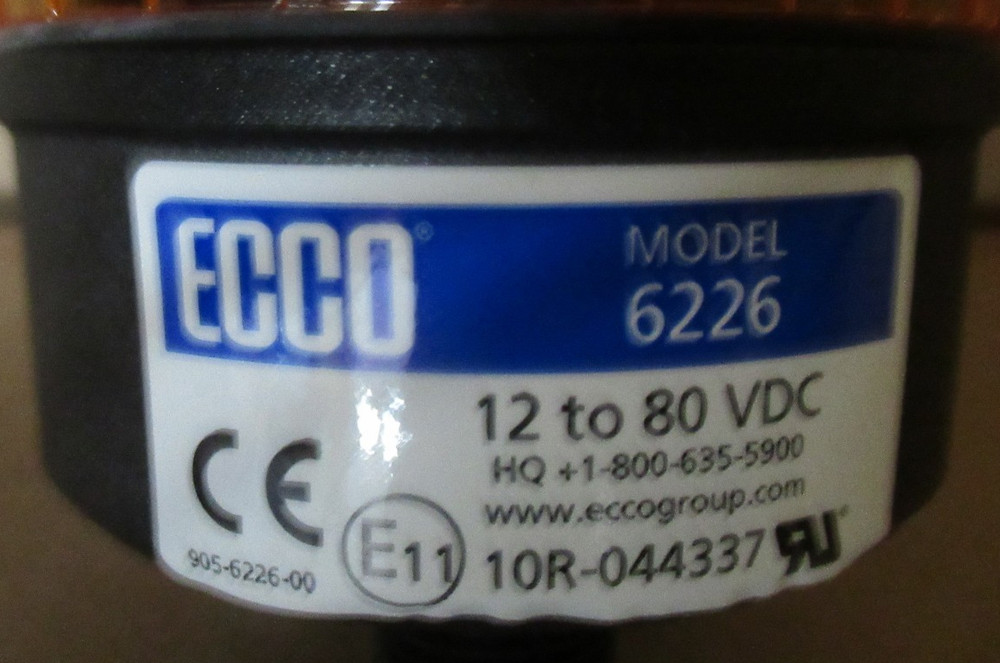 ECCO®
MODEL
6226
12 to 80 VDC
HQ +1-800-635-5900
www.eccogroup.com
CE
905-6226-00
E11
10R-044337 RU